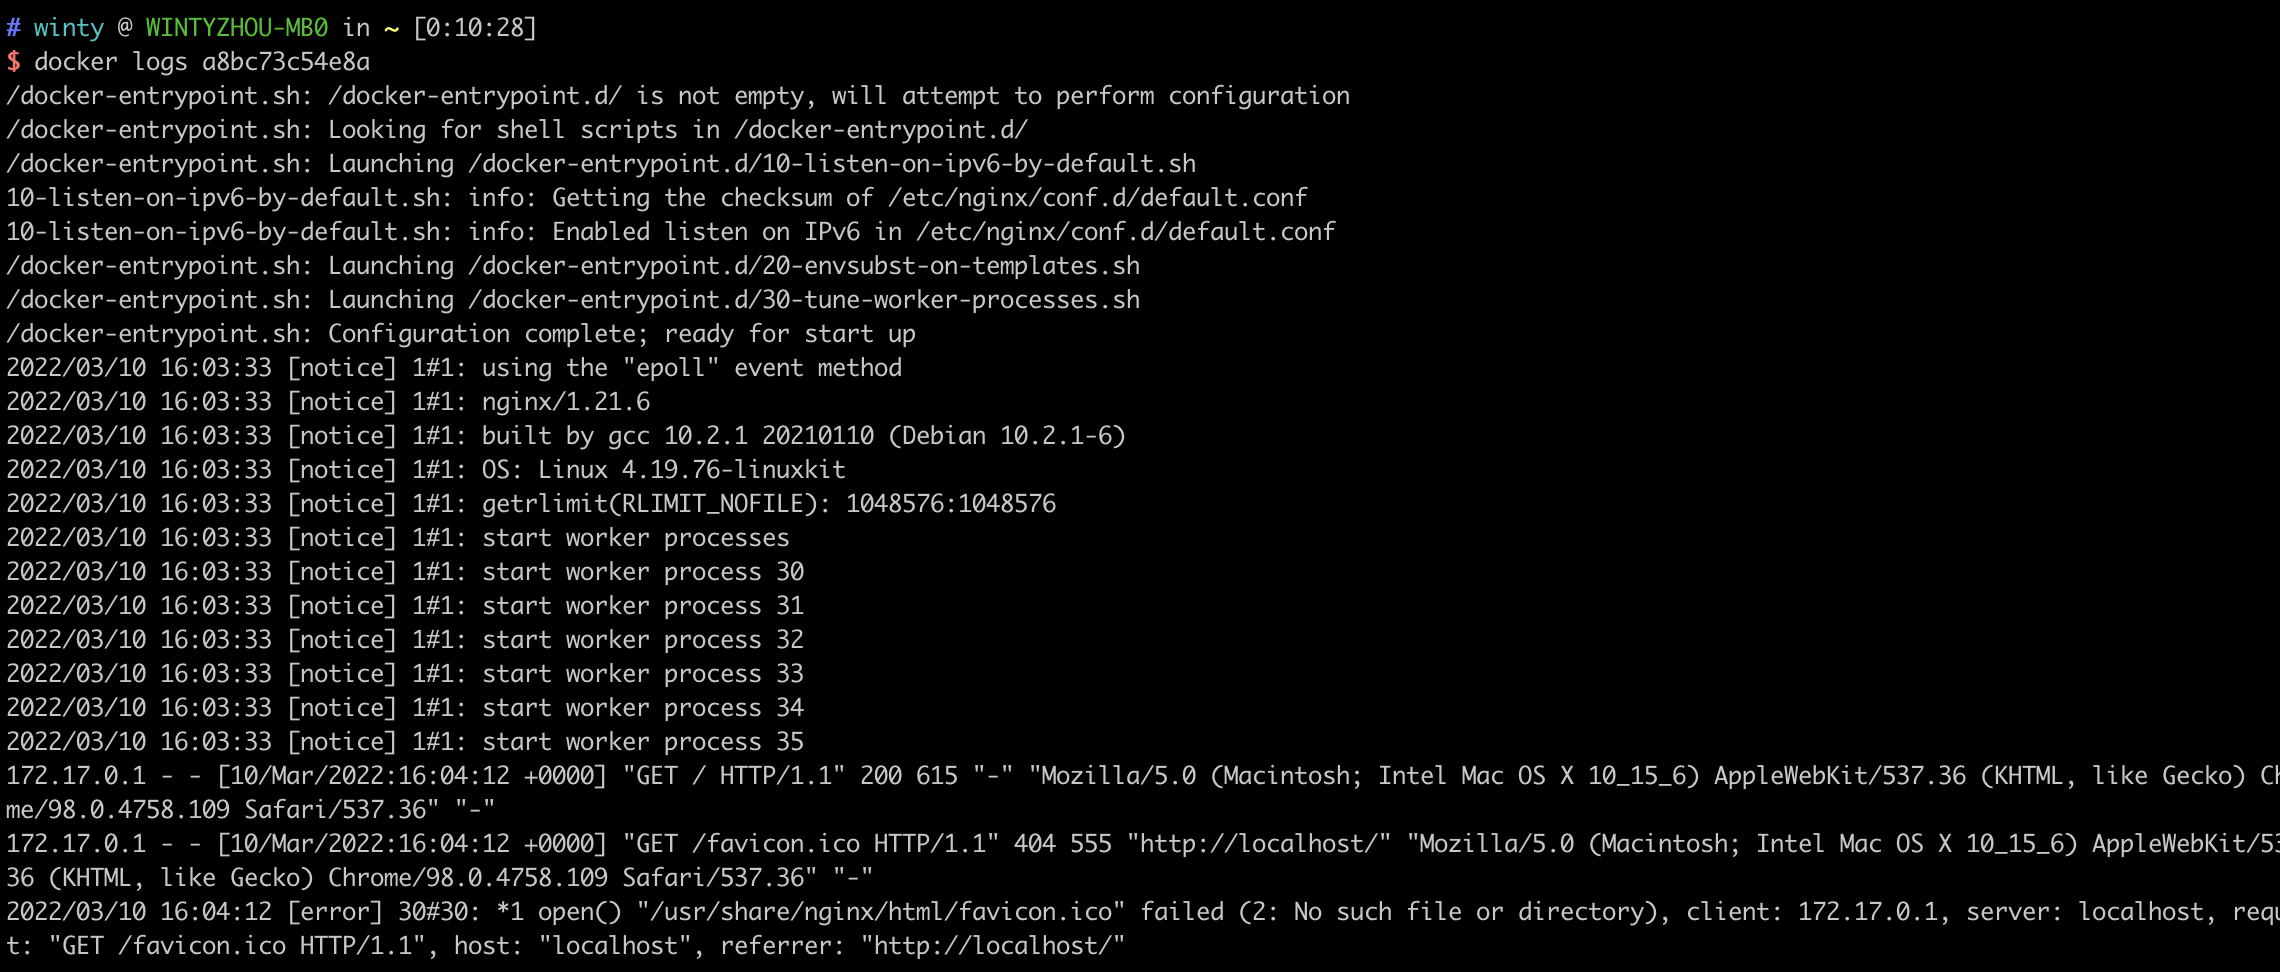 # winty @ WINTYZHOU-MB0 in ~ [0:10:28]
$ docker logs a8bc73c54e8a
/docker-entrypoint.sh: /docker-entrypoint.d/ is not empty, will attempt to perform configuration
/docker-entrypoint.sh: Looking for shell scripts in /docker-entrypoint.d/
/docker-entrypoint.sh: Launching /docker-entrypoint.d/10-listen-on-ipv6-by-default.sh
10-listen-on-ipv6-by-default.sh: info: Getting the checksum of /etc/nginx/conf.d/default.conf
10-listen-on-ipv6-by-default.sh: info: Enabled listen on IPv6 in /etc/nginx/conf.d/default.conf
/docker-entrypoint.sh: Launching /docker-entrypoint.d/20-envsubst-on-templates.sh
/docker-entrypoint.sh: Launching /docker-entrypoint.d/30-tune-worker-processes.sh
/docker-entrypoint.sh: Configuration complete; ready for start up
2022/03/10 16:03:33 [notice] 1#1: using the "epoll" event method
2022/03/10 16:03:33 [notice] 1#1: nginx/1.21.6
2022/03/10 16:03:33 [notice] 1#1: built by gcc 10.2.1 20210110 (Debian 10.2.1-6)
2022/03/10 16:03:33 [notice] 1#1: OS: Linux 4.19.76-linuxkit
2022/03/10 16:03:33 [notice] 1#1: getrlimit(RLIMIT_NOFILE): 1048576:1048576
2022/03/10 16:03:33 [notice] 1#1: start worker processes
2022/03/10 16:03:33 [notice] 1#1: start worker process 30
2022/03/10 16:03:33 [notice] 1#1: start worker process 31
2022/03/10 16:03:33 [notice] 1#1: start worker process 32
2022/03/10 16:03:33 [notice] 1#1: start worker process 33
2022/03/10 16:03:33 [notice] 1#1: start worker process 34
2022/03/10 16:03:33 [notice] 1#1: start worker process 35
172.17.0.1 - - [10/Mar/2022:16:04:12 +0000] "GET / HTTP/1.1" 200 615 "-" "Mozilla/5.0 (Macintosh; Intel Mac OS X 10_15_6) AppleWebKit/537.36 (KHTML, like Gecko) Ch
me/98.0.4758.109 Safari/537.36" "-"
172.17.0.1 - - [10/Mar/2022:16:04:12 +0000] "GET /favicon.ico HTTP/1.1" 404 555 "http://localhost/" "Mozilla/5.0 (Macintosh; Intel Mac OS X 10_15_6) AppleWebKit/53
36 (KHTML, like Gecko) Chrome/98.0.4758.109 Safari/537.36" "-"
2022/03/10 16:04:12 [error] 30#30: *1 open() "/usr/share/nginx/html/favicon.ico" failed (2: No such file or directory), client: 172.17.0.1, server: localhost, requ
t: "GET /favicon.ico HTTP/1.1", host: "localhost", referrer: "http://localhost/"